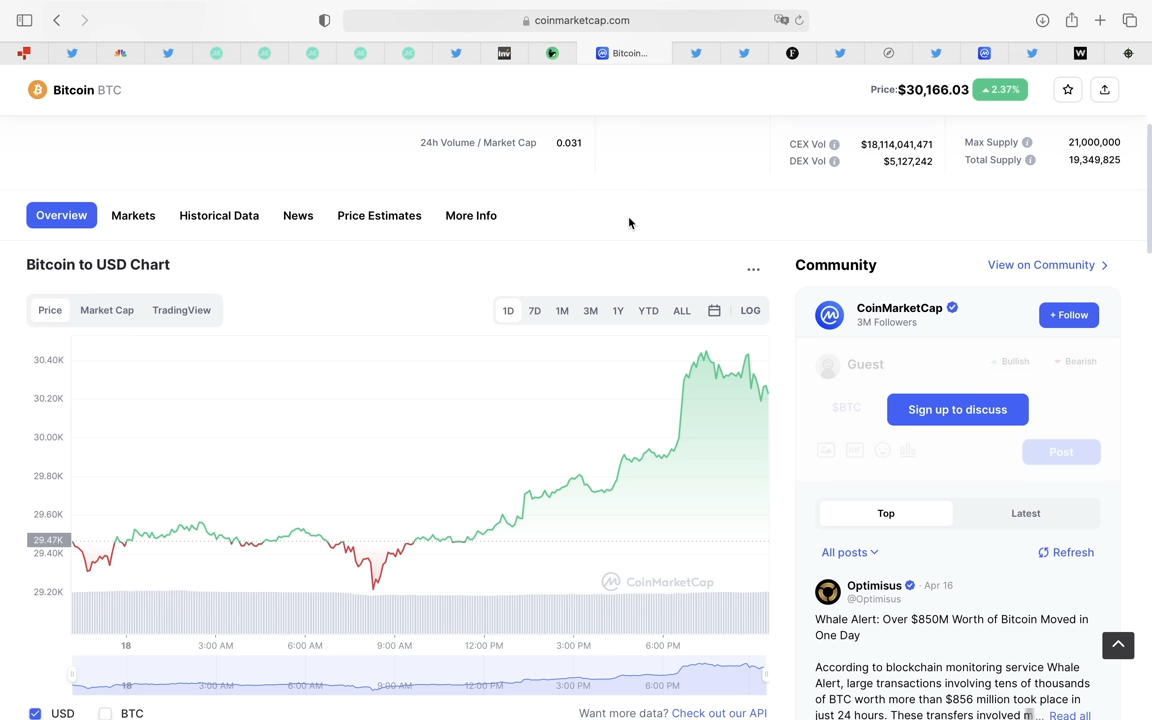 coinmarketcap.com
Inv
Bitcoin...
F
W
Bitcoin BTC
Price:$30,166.03 2.37%
24h Volume / Market Cap 0.031
CEX Vol $18,114,041,471
DEX Vol $5,127,242
Max Supply 21,000,000
Total Supply 19,349,825
Overview Markets Historical Data News Price Estimates More Info
Bitcoin to USD Chart
Price Market Cap TradingView
1D 7D 1M 3M 1Y YTD ALL LOG
30.40K
30.20K
30.00K
29.80K
29.60K
29.47K
29.40K
29.20K
CoinMarketCap
18 3:00 AM 6:00 AM 9:00 AM 12:00 PM 3:00 PM 6:00 PM
18 3:00 AM 6:00 AM 9:00 AM 12:00 PM 3:00 PM 6:00 PM
USD BTC
Want more data? Check out our API
Community View on Community
CoinMarketCap
3M Followers
+ Follow
Guest
Bullish Bearish
$BTC
Sign up to discuss
GIF
Post
Top Latest
All posts Refresh
Optimisus · Apr 16
@Optimisus
Whale Alert: Over $850M Worth of Bitcoin Moved in
One Day
According to blockchain monitoring service Whale
Alert, large transactions involving tens of thousands
of BTC worth more than $856 million took place in
just 24 hours. These transfers involved m... Read all